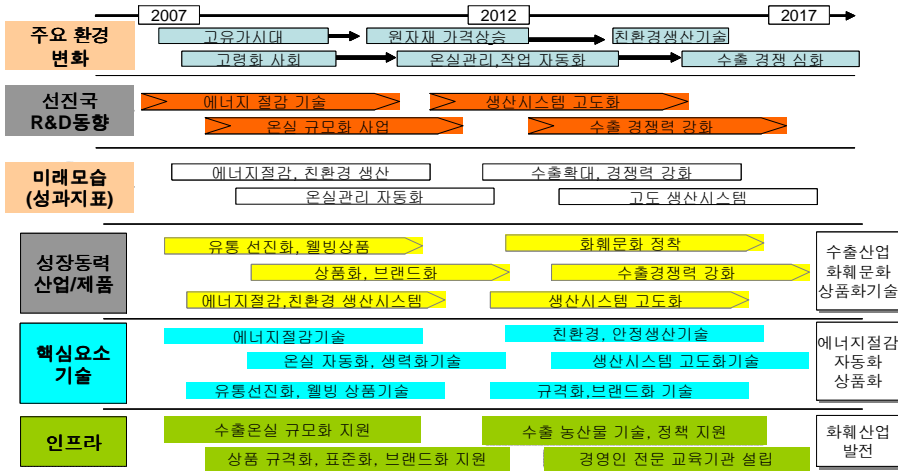 2007
2012
2017
주요 환경
변화
고유가시대
원자재 가격상승
친환경생산기술
고령화 사회
온실관리,작업 자동화
수출 경쟁 심화
선진국
R&D동향
에너지 절감 기술
생산시스템 고도화
온실 규모화 사업
수출 경쟁력 강화
미래모습
(성과지표)
에너지절감, 친환경 생산
수출확대, 경쟁력 강화
온실관리 자동화
고도 생산시스템
성장동력
산업/제품
유통 선진화, 웰빙상품
화훼문화 정착
상품화, 브랜드화
수출경쟁력 강화
에너지절감,친환경 생산시스템
생산시스템 고도화
수출산업
화훼문화
상품화기술
핵심요소
기술
에너지절감기술
친환경, 안정생산기술
온실 자동화, 생력화기술
생산시스템 고도화기술
유통선진화, 웰빙 상품기술
규격화,브랜드화 기술
에너지절감
자동화
상품화
인프라
수출온실 규모화 지원
수출 농산물 기술, 정책 지원
상품 규격화, 표준화, 브랜드화 지원
경영인 전문 교육기관 설립
화훼산업
발전